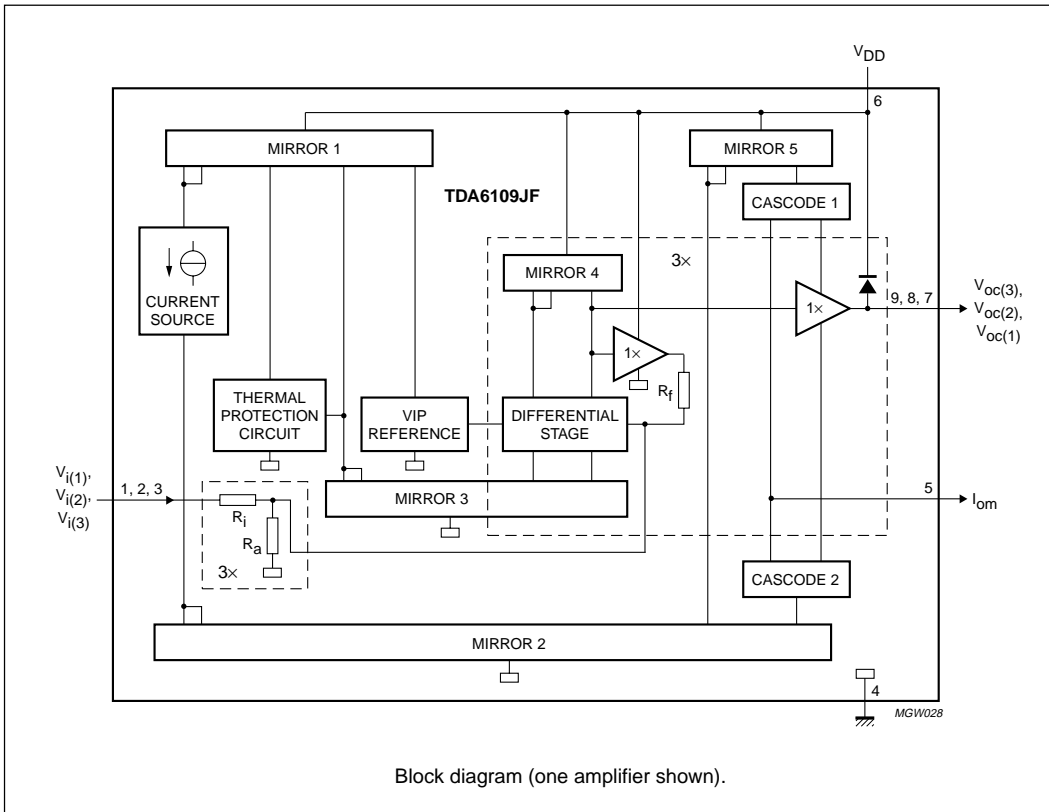 VDD
6
MIRROR 1
MIRROR 5
TDA6109JF
CASCODE 1
3×
MIRROR 4
CURRENT
SOURCE
1×
9, 8, 7
Voc(3),
Voc(2),
Voc(1)
1×
Rf
THERMAL
PROTECTION
CIRCUIT
VIP
REFERENCE
DIFFERENTIAL
STAGE
Vi(1),
Vi(2),
Vi(3)
1, 2, 3
MIRROR 3
5
Iom
Ri
Ra
3×
CASCODE 2
MIRROR 2
4
MGW028
Block diagram (one amplifier shown).